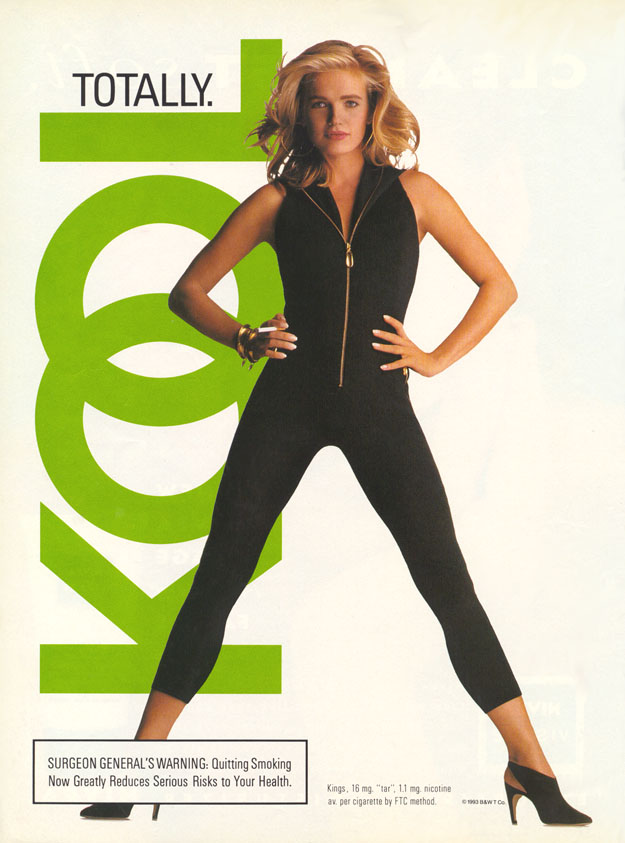 TOTALLY.
KOOL
SURGEON GENERAL'S WARNING: Quitting Smoking
Now Greatly Reduces Serious Risks to Your Health.
Kings, 16 mg. "tar", 1.1 mg. nicotine
av. per cigarette by FTC method.
© 1993 B&W T Co.